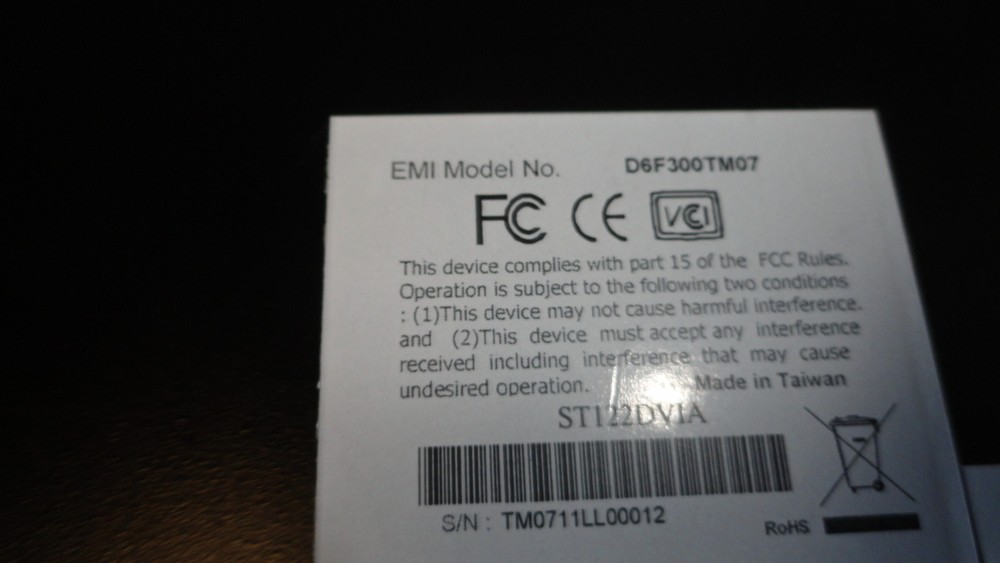 EMI Model No. D6F300TM07
FC CE VCI
This device complies with part 15 of the FCC Rules.
Operation is subject to the following two conditions
: (1)This device may not cause harmful interference.
and (2)This device must accept any interference
received including interference that may cause
undesired operation. Made in Taiwan
ST122DVIA
S/N : TM0711LL00012
RoHS